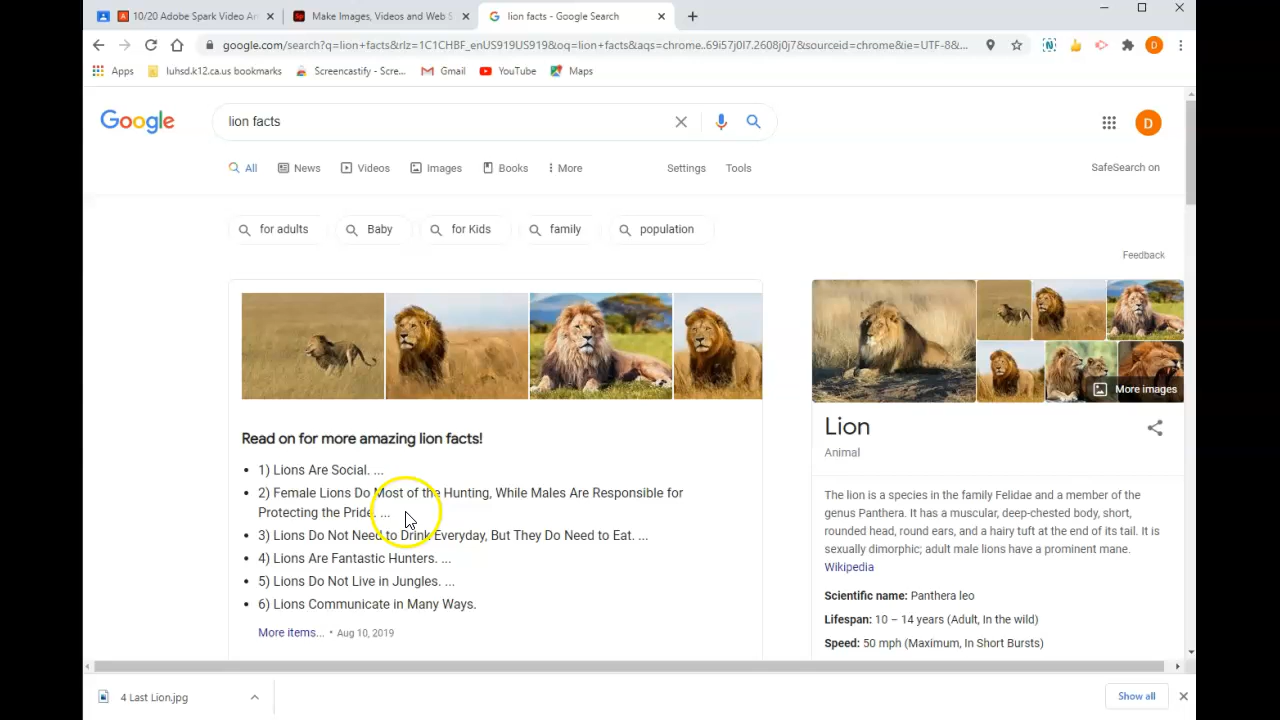 10/20 Adobe Spark Video An
Make Images, Videos and Web S
lion facts - Google Search
google.com/search?q=lion+facts&rlz=1C1CHBF_enUS919US919&oq=lion+facts&aqs=chrome..69i57j0l7.2608j0j7&sourceid=chrome&ie=UTF-8&...
D
Apps
luhsd.k12.ca.us bookmarks
Screencastify - Scre...
Gmail
YouTube
Maps
Google
lion facts
D
All
News
Videos
Images
Books
More
Settings
Tools
SafeSearch on
for adults
Baby
for Kids
family
population
Feedback
Read on for more amazing lion facts!
1) Lions Are Social. ...
2) Female Lions Do Most of the Hunting, While Males Are Responsible for
Protecting the Pride. ...
3) Lions Do Not Need to Drink Everyday, But They Do Need to Eat. ...
4) Lions Are Fantastic Hunters. ...
5) Lions Do Not Live in Jungles. ...
6) Lions Communicate in Many Ways.
More items... • Aug 10, 2019
More images
Lion
Animal
The lion is a species in the family Felidae and a member of the
genus Panthera. It has a muscular, deep-chested body, short,
rounded head, round ears, and a hairy tuft at the end of its tail. It is
sexually dimorphic; adult male lions have a prominent mane.
Wikipedia
Scientific name: Panthera leo
Lifespan: 10 – 14 years (Adult, In the wild)
Speed: 50 mph (Maximum, In Short Bursts)
4 Last Lion.jpg
Show all